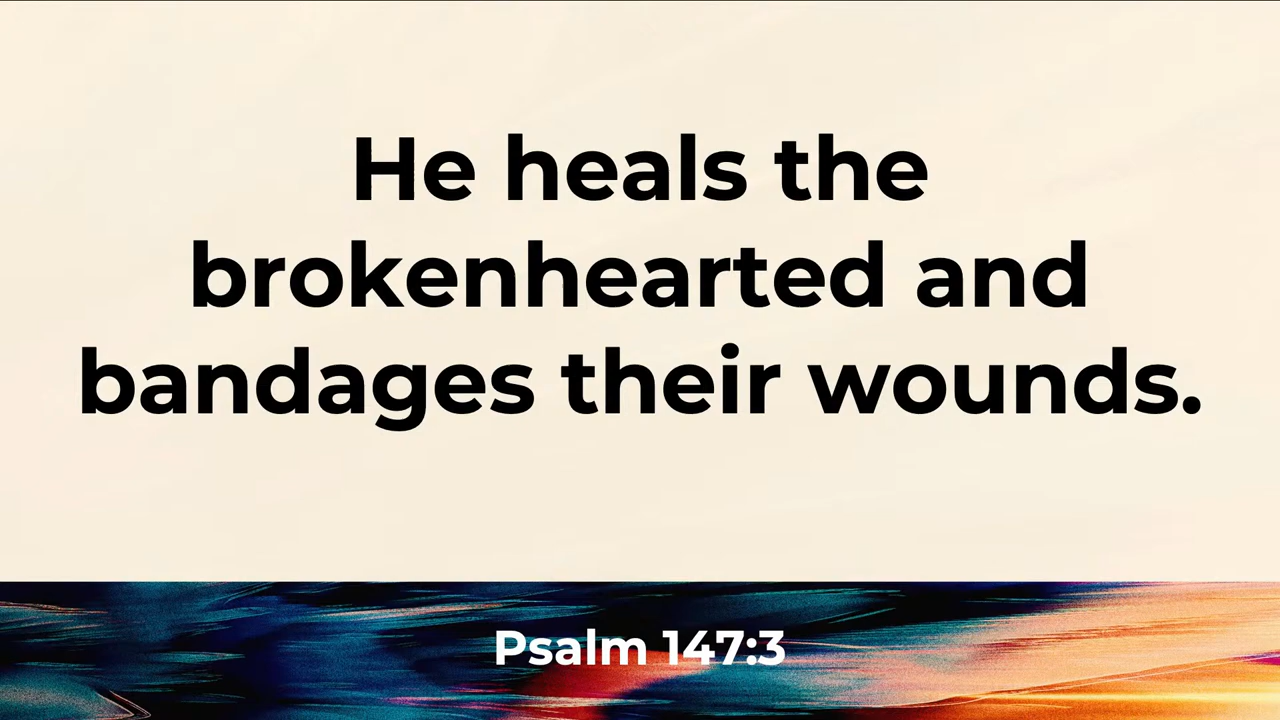 He heals the
brokenhearted and
bandages their wounds.
Psalm 147:3